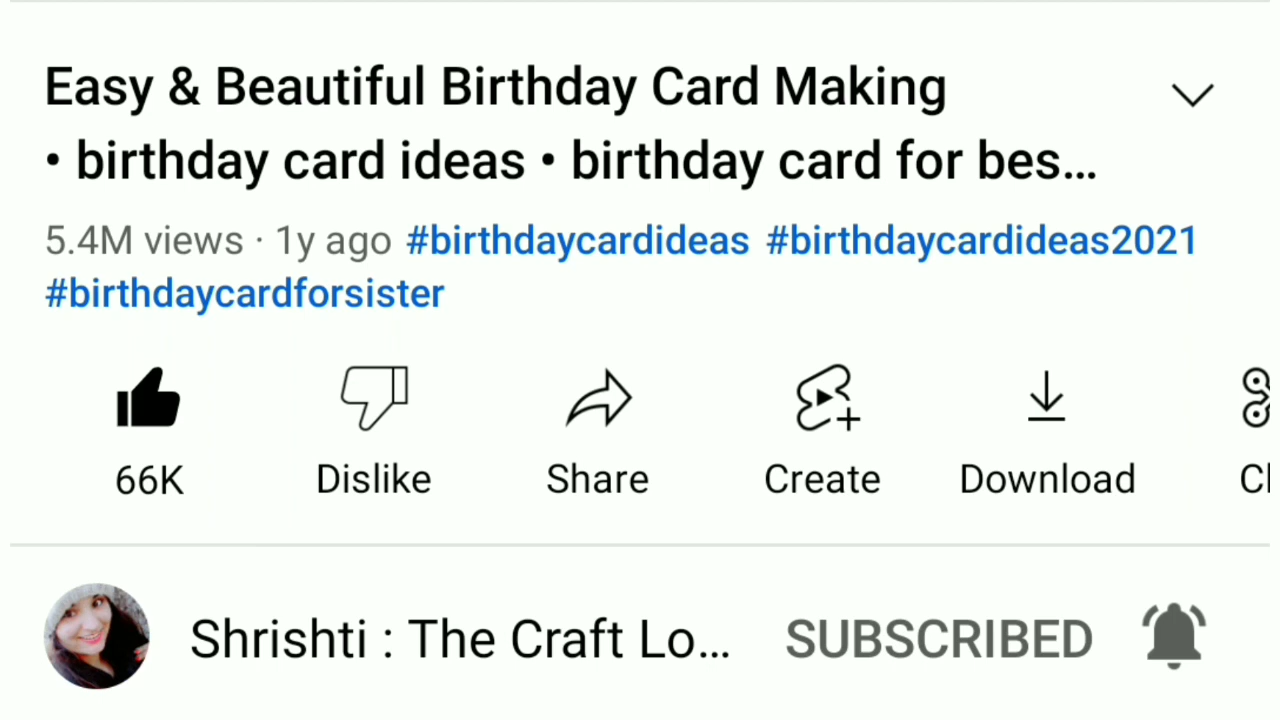 Easy & Beautiful Birthday Card Making
• birthday card ideas • birthday card for bes...
5.4M views · 1y ago #birthdaycardideas #birthdaycardideas2021
#birthdaycardforsister
66K Dislike Share Create Download Cl
Shrishti : The Craft Lo... SUBSCRIBED